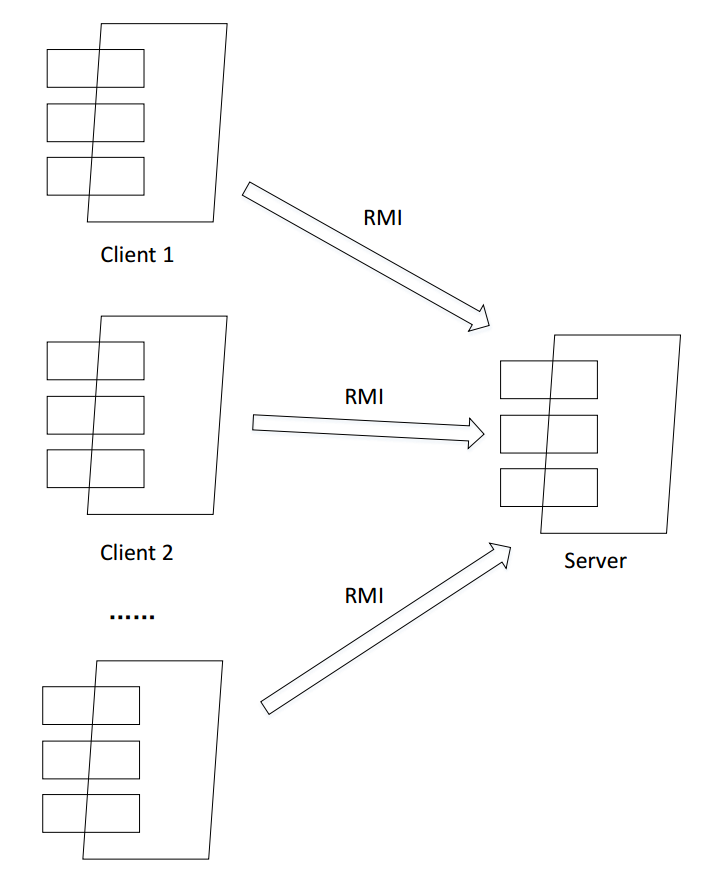 RMI
Client 1
RMI
Client 2
Server
RMI
......